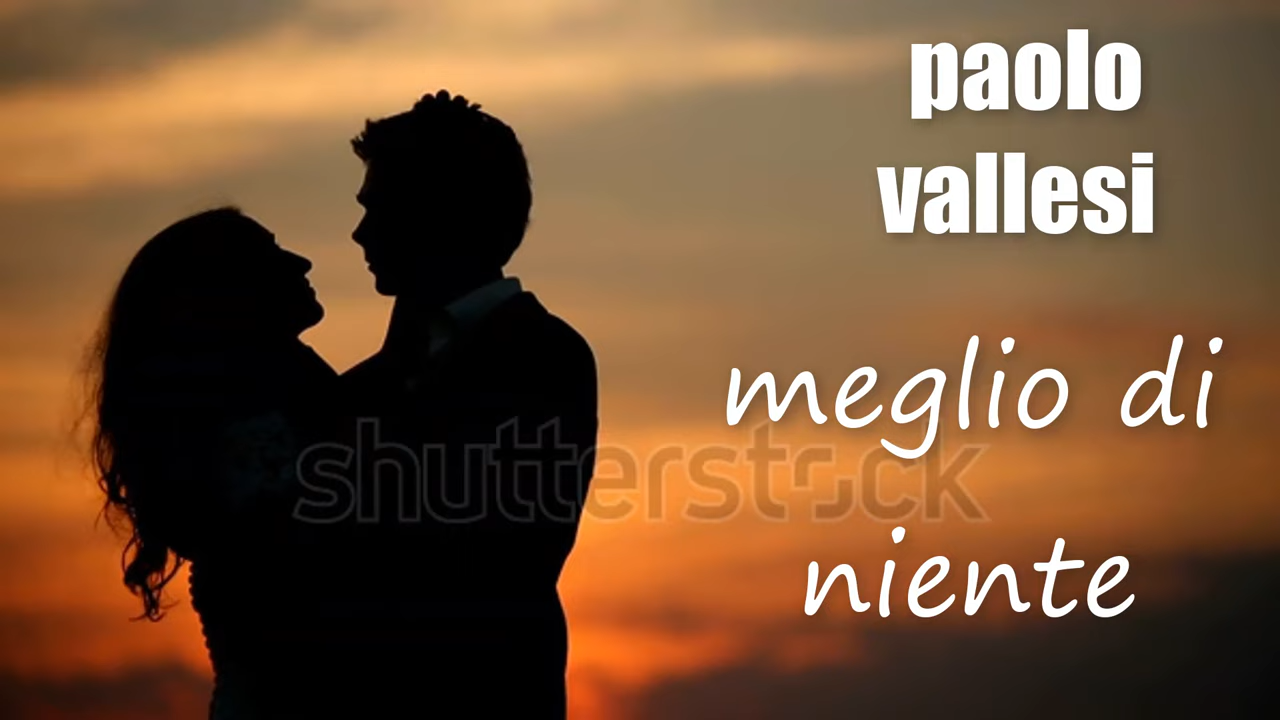 paolo
vallesi
meglio di
shutterstock
niente